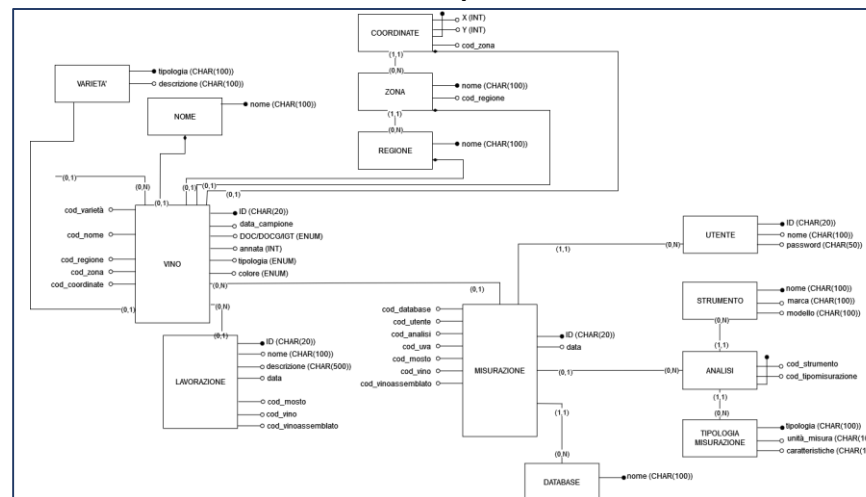 COORDINATE
X (INT)
Y (INT)
cod_zona
(1,1)
(0,N)
VARIETA'
tipologia (CHAR(100))
descrizione (CHAR(100))
NOME
nome (CHAR(100))
ZONA
nome (CHAR(100))
cod_regione
(1,1)
(0,N)
REGIONE
nome (CHAR(100))
(0,1)
(0,N)
(0,1)
(0,1)
(0,1)
(0,1)
VINO
cod_varietà
cod_nome
cod_regione
cod_zona
cod_coordinate
ID (CHAR(20))
data_campione
DOC/DOCG/IGT (ENUM)
annata (INT)
tipologia (ENUM)
colore (ENUM)
(0,1)
(0,N)
(0,N)
(0,1)
(0,1)
LAVORAZIONE
ID (CHAR(20))
nome (CHAR(100))
descrizione (CHAR(500))
data
cod_mosto
cod_vino
cod_vinoassemblato
MISURAZIONE
cod_database
cod_utente
cod_analisi
cod_uva
cod_mosto
cod_vino
cod_vinoassemblato
ID (CHAR(20))
data
(1,1)
(0,N)
(0,1)
(0,N)
(1,1)
(0,N)
UTENTE
ID (CHAR(20))
nome (CHAR(100))
password (CHAR(50))
STRUMENTO
nome (CHAR(100))
marca (CHAR(100))
modello (CHAR(100))
(0,N)
(1,1)
ANALISI
cod_strumento
cod_tipomisurazione
(1,1)
(0,N)
TIPOLOGIA
MISURAZIONE
tipologia (CHAR(100))
unità_misura (CHAR(10
caratteristiche (CHAR(1
DATABASE
nome (CHAR(100))